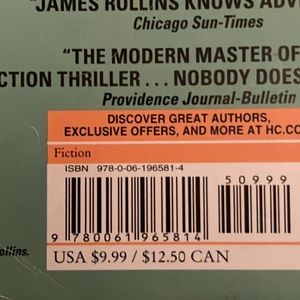 "JAMES ROLLINS KNOWS ADV
Chicago Sun-Times
"THE MODERN MASTER OF
CTION THRILLER . . . NOBODY DOES
Providence Journal-Bulletin
DISCOVER GREAT AUTHORS,
EXCLUSIVE OFFERS, AND MORE AT HC.CO
Fiction
ISBN 978-0-06-196581-4
50999
9 780061 965814
ollins.
USA $9.99 / $12.50 CAN